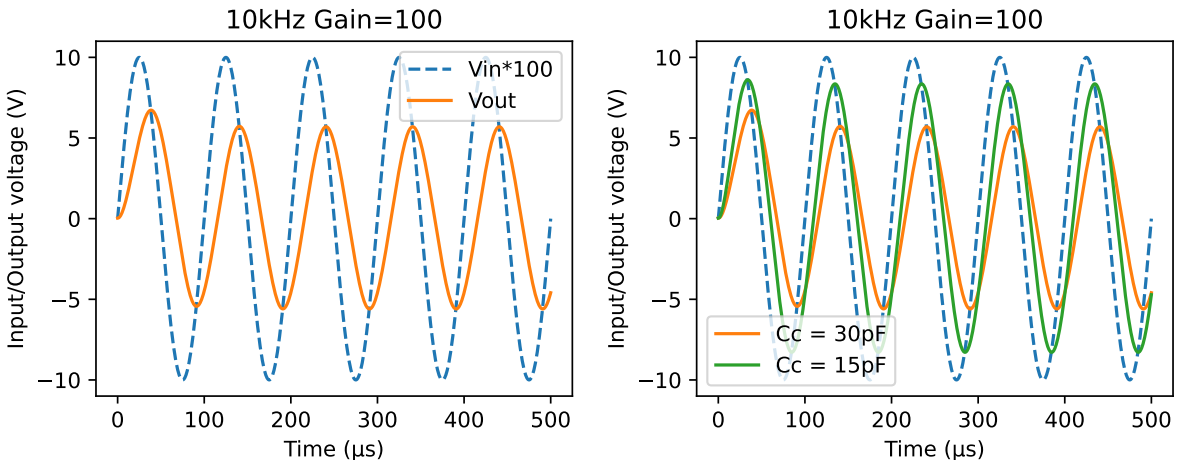 10kHz Gain=100
Input/Output voltage (V)
10
5
0
−5
−10
Vin*100
Vout
0
100
200
300
400
500
Time (μs)
10kHz Gain=100
Input/Output voltage (V)
10
5
0
−5
−10
Cc = 30pF
Cc = 15pF
0
100
200
300
400
500
Time (μs)